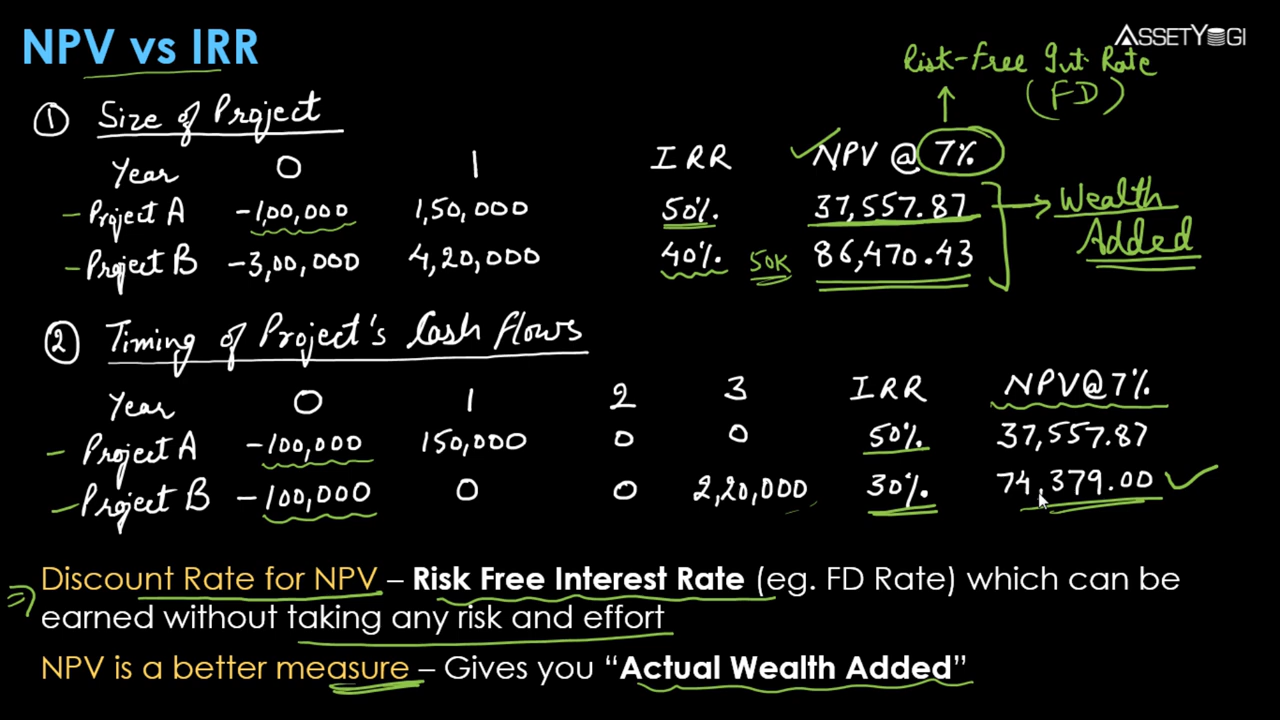 NPV vs IRR
ASSETYOGI
Risk-Free Int. Rate
(FD)
① Size of Project
Year 0 1 IRR NPV @ 7%
- Project A -1,00,000 1,50,000 50%. 37,557.87
Wealth
- Project B -3,00,000 4,20,000 40%. 50K 86,470.43
Added
② Timing of Project's Cash Flows
Year 0 1 2 3 IRR NPV@7%
- Project A -100,000 150,000 0 0 50%. 37,557.87
- Project B -100,000 0 0 2,20,000 30%. 74,379.00
Discount Rate for NPV – Risk Free Interest Rate (eg. FD Rate) which can be
earned without taking any risk and effort
NPV is a better measure – Gives you “Actual Wealth Added”